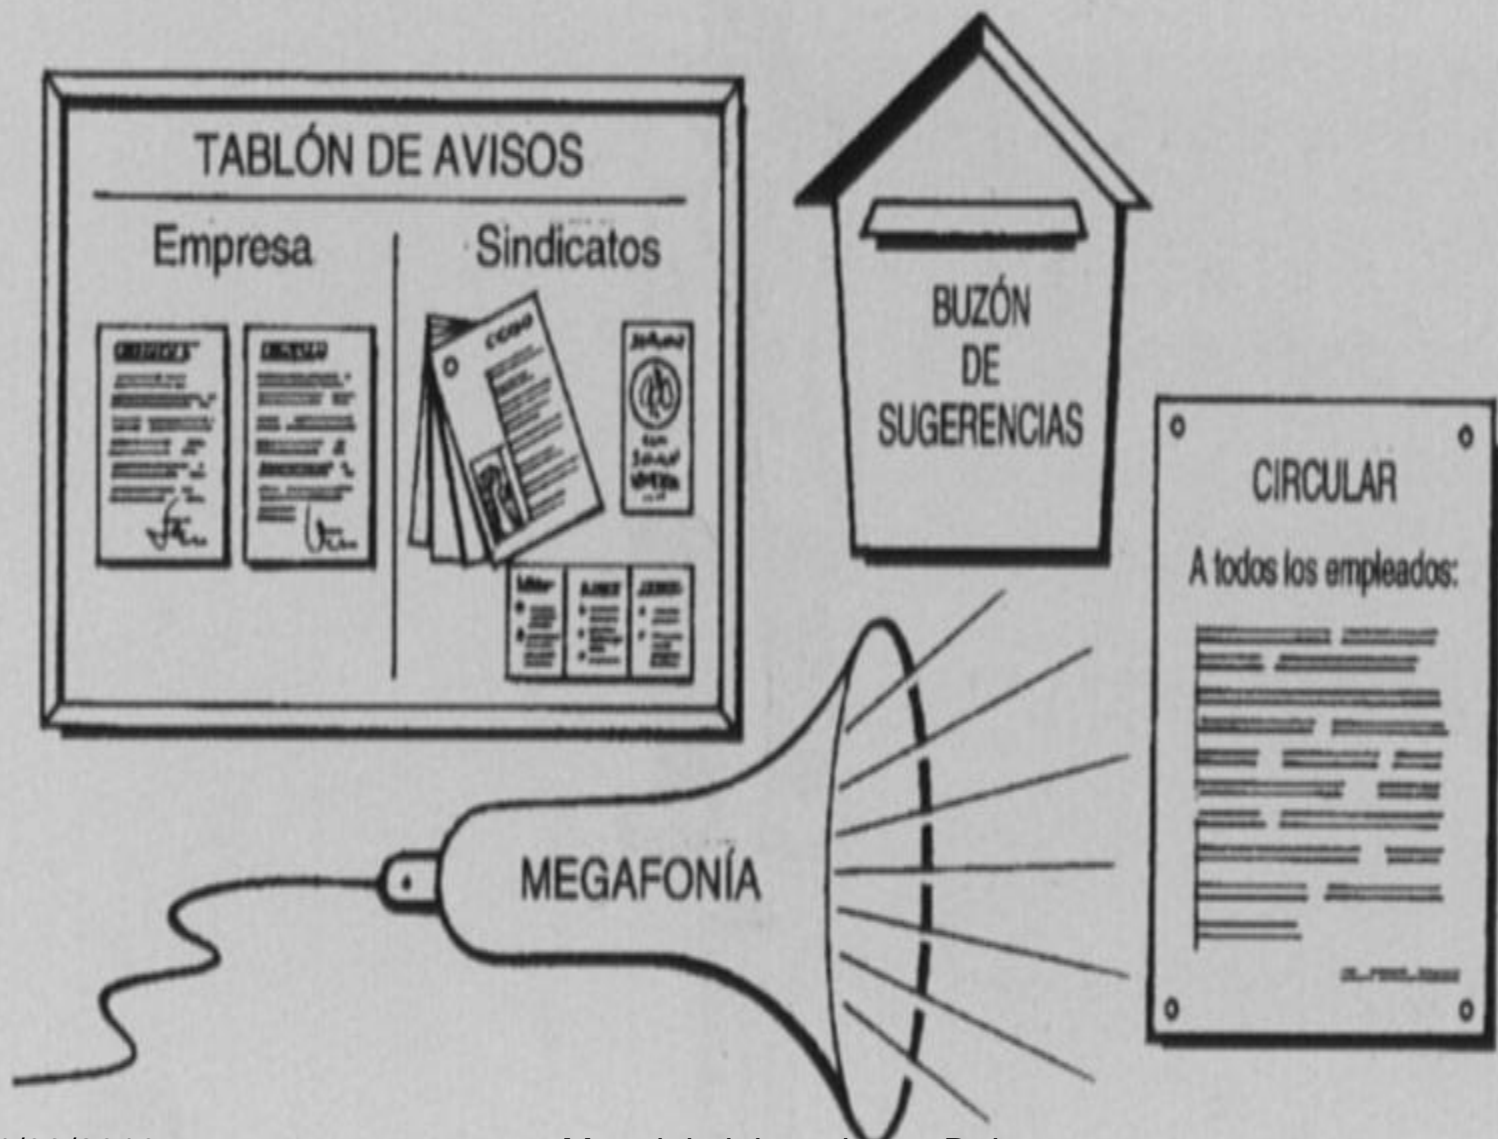 TABLÓN DE AVISOS
Empresa
Sindicatos
BUZÓN
DE
SUGERENCIAS
CIRCULAR
A todos los empleados:
MEGAFONÍA